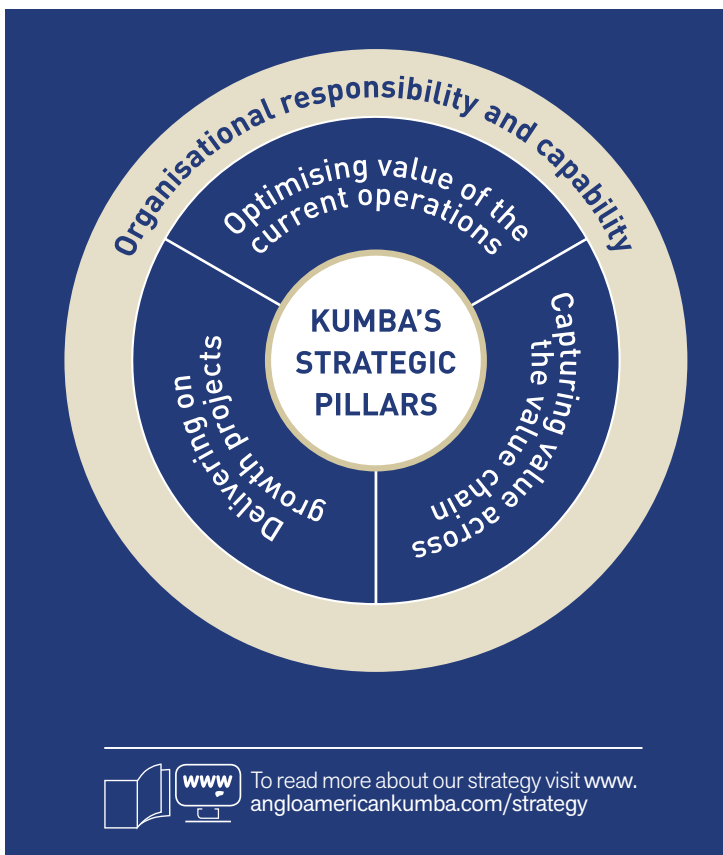 Organisational responsibility and capability
Optimising value of the
current operations
Capturing value across
the value chain
Delivering on
growth projects
KUMBA'S
STRATEGIC
PILLARS
www
To read more about our strategy visit www.
angloamericankumba.com/strategy